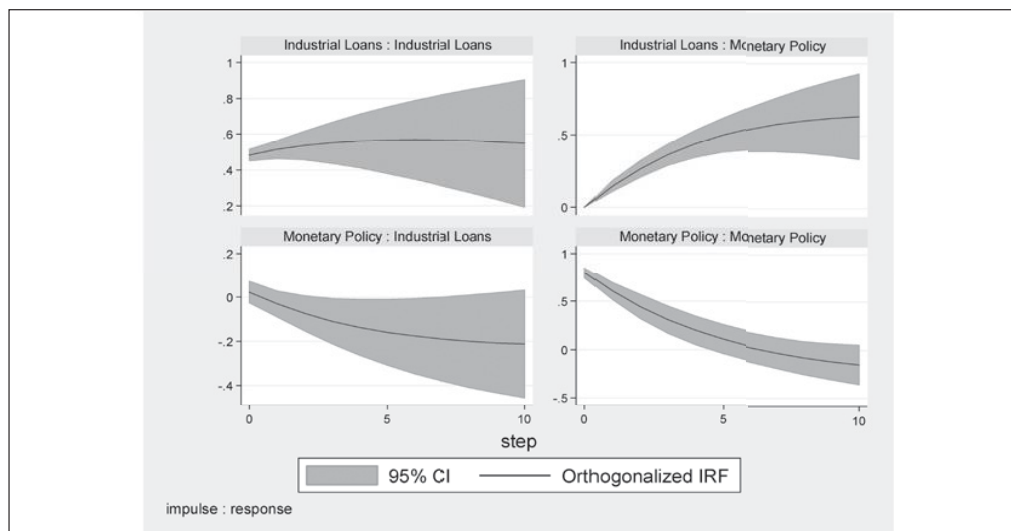 Industrial Loans : Industrial Loans
Industrial Loans : Monetary Policy
1
.8
.6
.4
.2
1
.5
0
Monetary Policy : Industrial Loans
Monetary Policy : Monetary Policy
.2
0
-.2
-.4
1
.5
0
-.5
0
5
10
0
5
10
step
95% CI
Orthogonalized IRF
impulse : response